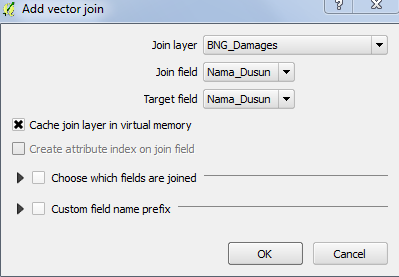 Add vector join
Join layer BNG_Damages
Join field Nama_Dusun
Target field Nama_Dusun
Cache join layer in virtual memory
Create attribute index on join field
Choose which fields are joined
Custom field name prefix
OK Cancel